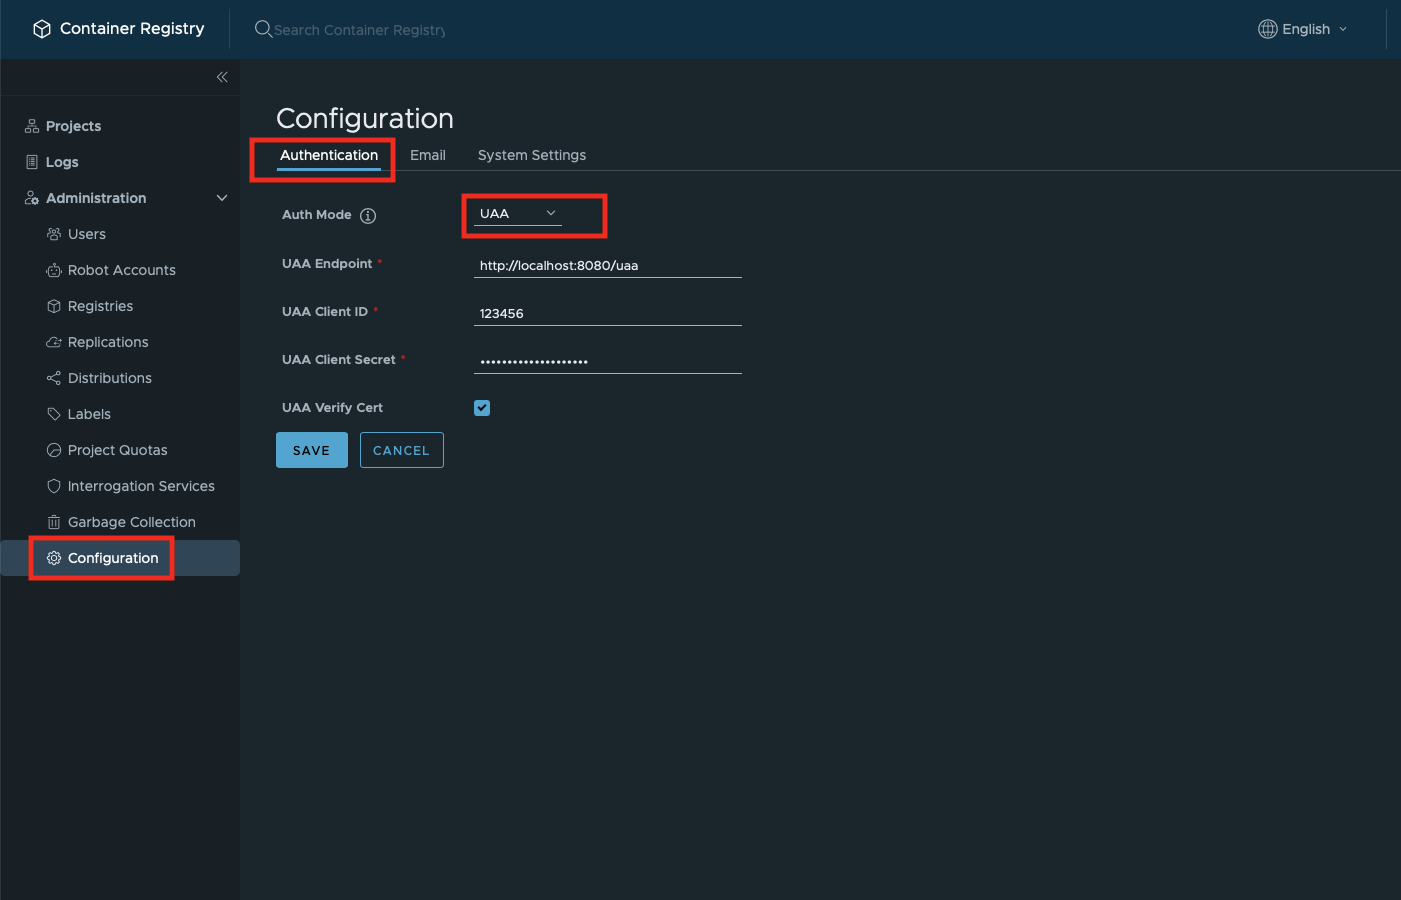 Container Registry
Search Container Registry
English
Projects
Logs
Administration
Users
Robot Accounts
Registries
Replications
Distributions
Labels
Project Quotas
Interrogation Services
Garbage Collection
Configuration
Configuration
Authentication Email System Settings
Auth Mode UAA
UAA Endpoint * http://localhost:8080/uaa
UAA Client ID * 123456
UAA Client Secret * ••••••••••••••••••••
UAA Verify Cert
SAVE CANCEL